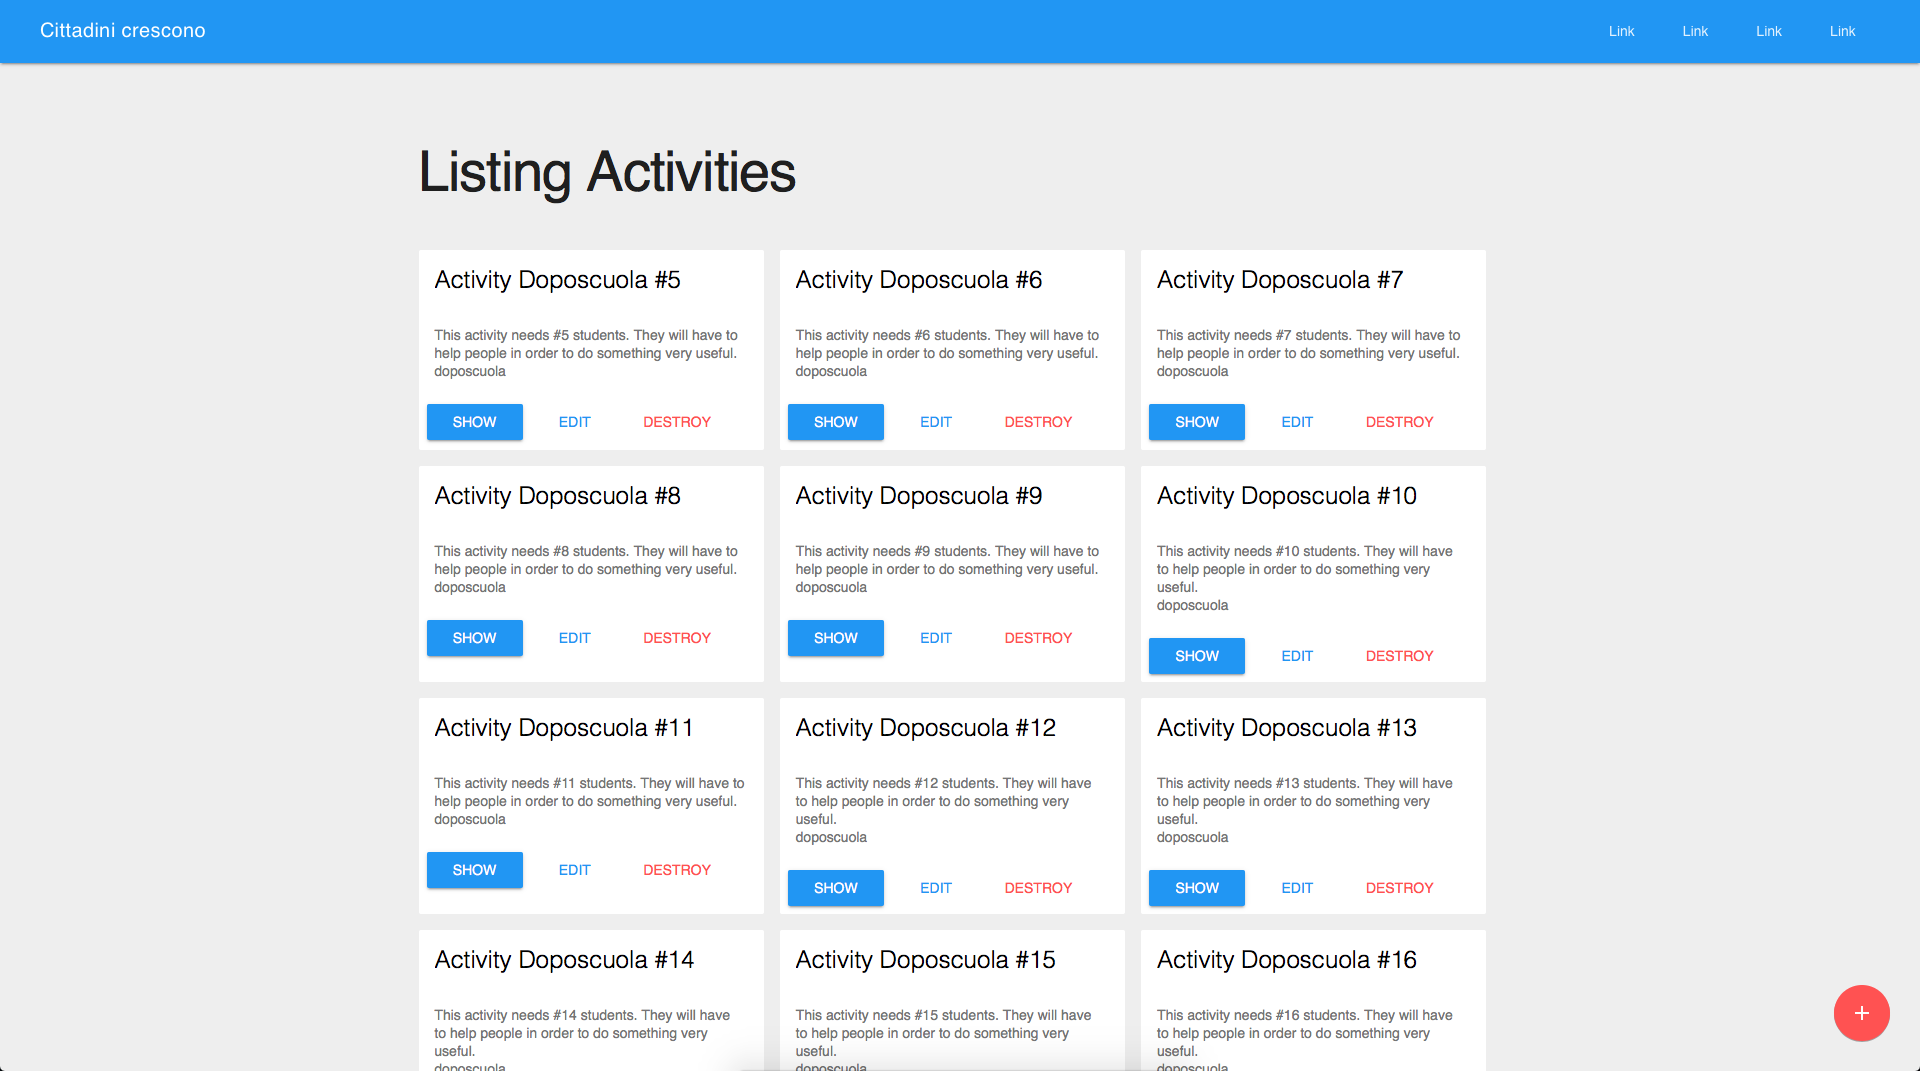 Cittadini crescono
Link Link Link Link
Listing Activities
Activity Doposcuola #5
This activity needs #5 students. They will have to
help people in order to do something very useful.
doposcuola
SHOW EDIT DESTROY
Activity Doposcuola #6
This activity needs #6 students. They will have to
help people in order to do something very useful.
doposcuola
SHOW EDIT DESTROY
Activity Doposcuola #7
This activity needs #7 students. They will have to
help people in order to do something very useful.
doposcuola
SHOW EDIT DESTROY
Activity Doposcuola #8
This activity needs #8 students. They will have to
help people in order to do something very useful.
doposcuola
SHOW EDIT DESTROY
Activity Doposcuola #9
This activity needs #9 students. They will have to
help people in order to do something very useful.
doposcuola
SHOW EDIT DESTROY
Activity Doposcuola #10
This activity needs #10 students. They will have
to help people in order to do something very
useful.
doposcuola
SHOW EDIT DESTROY
Activity Doposcuola #11
This activity needs #11 students. They will have to
help people in order to do something very useful.
doposcuola
SHOW EDIT DESTROY
Activity Doposcuola #12
This activity needs #12 students. They will have
to help people in order to do something very
useful.
doposcuola
SHOW EDIT DESTROY
Activity Doposcuola #13
This activity needs #13 students. They will have
to help people in order to do something very
useful.
doposcuola
SHOW EDIT DESTROY
Activity Doposcuola #14
This activity needs #14 students. They will have
to help people in order to do something very
useful.
doposcuola
Activity Doposcuola #15
This activity needs #15 students. They will have
to help people in order to do something very
useful.
doposcuola
Activity Doposcuola #16
This activity needs #16 students. They will have
to help people in order to do something very
useful.
doposcuola
+